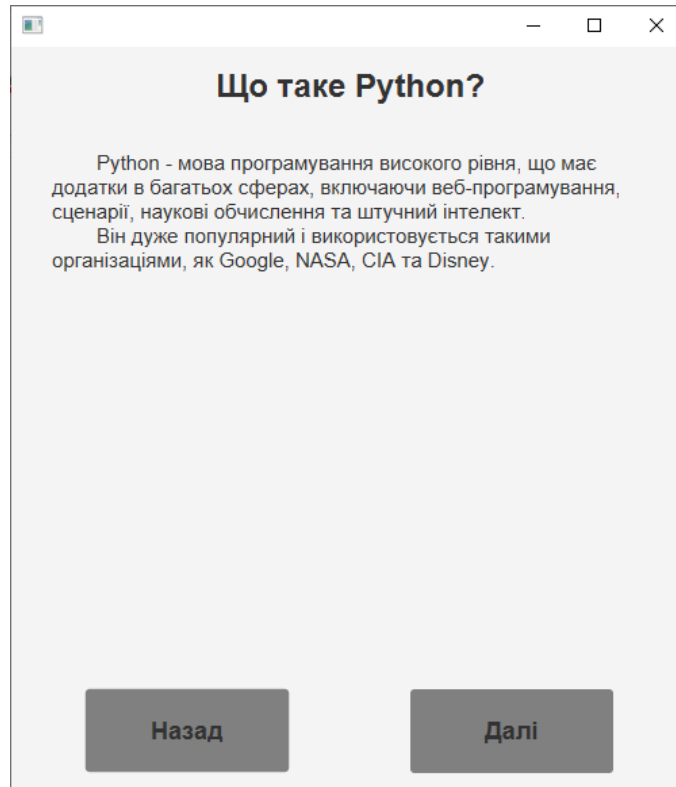 Що таке Python?
Python - мова програмування високого рівня, що має
додатки в багатьох сферах, включаючи веб-програмування,
сценарії, наукові обчислення та штучний інтелект.
Він дуже популярний і використовується такими
організаціями, як Google, NASA, CIA та Disney.
Назад
Далі